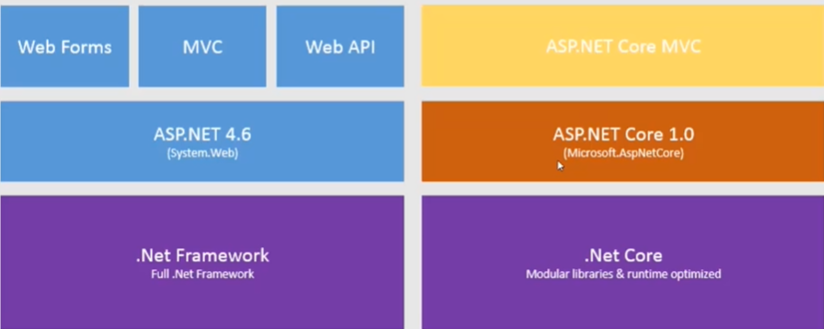 Web Forms
MVC
Web API
ASP.NET Core MVC
ASP.NET 4.6
(System.Web)
ASP.NET Core 1.0
(Microsoft.AspNetCore)
.Net Framework
Full .Net Framework
.Net Core
Modular libraries & runtime optimized